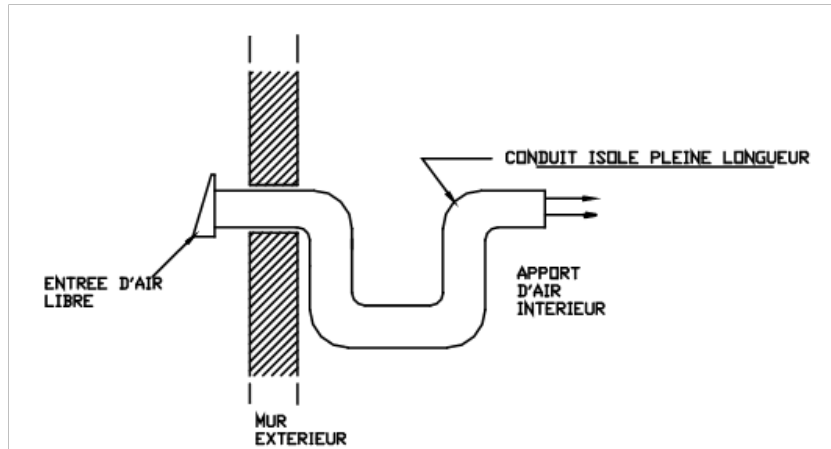 CONDUIT ISOLE PLEINE LONGUEUR
ENTREE D'AIR
LIBRE
APPORT
D'AIR
INTERIEUR
MUR
EXTERIEUR